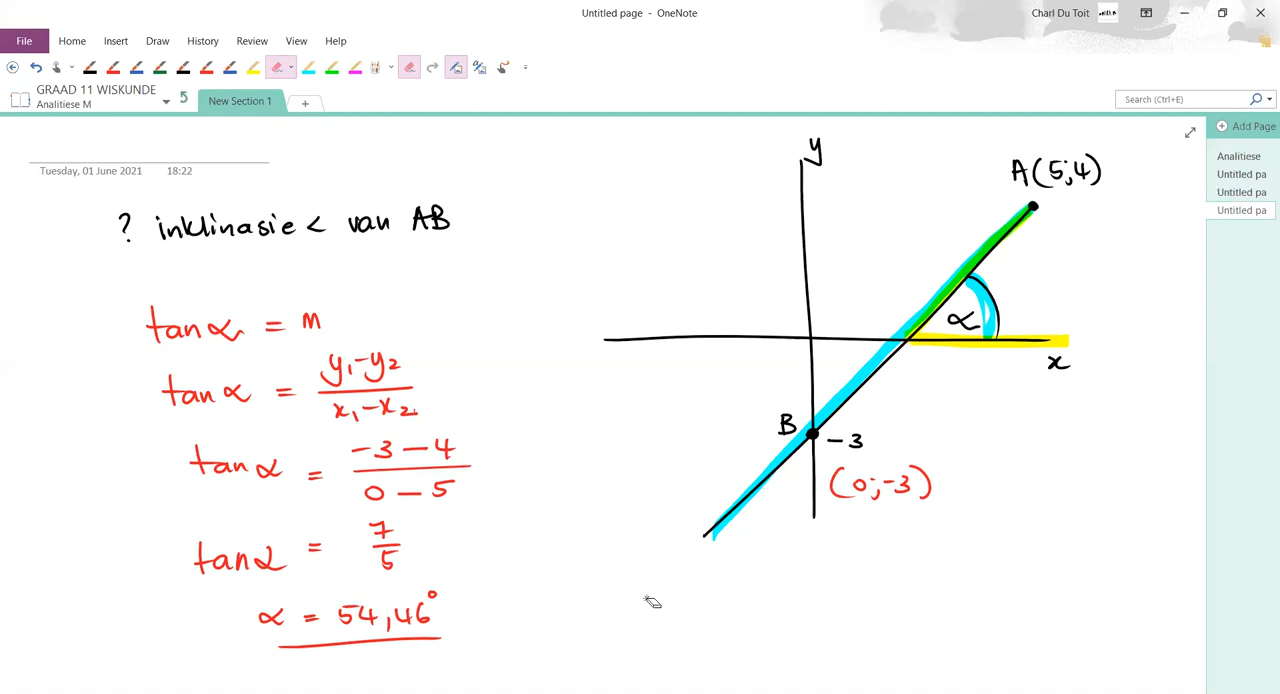 Untitled page - OneNote
Charl Du Toit
File Home Insert Draw History Review View Help
GRAAD 11 WISKUNDE
Analitiese M
New Section 1
+
Search (Ctrl+E)
Add Page
Analitiese
Untitled pa
Untitled pa
Untitled pa
Tuesday, 01 June 2021 18:22
? inklinasie < van AB
tan α = m
tan α = y₁-y₂ / x₁-x₂
tan α = -3-4 / 0-5
tan α = 7/5
α = 54,46°
y
A(5;4)
α
x
B
-3
(0;-3)